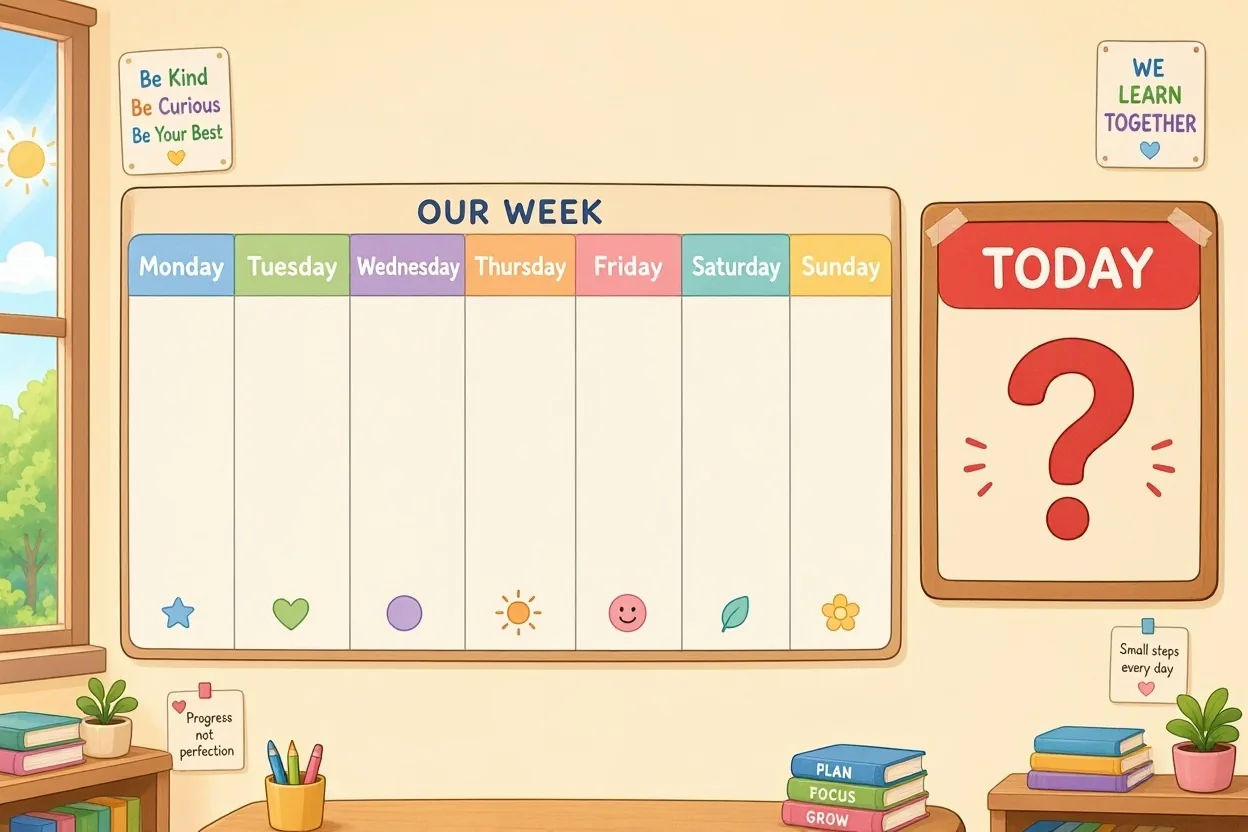 Be Kind
Be Curious
Be Your Best
WE
LEARN
TOGETHER
OUR WEEK
Monday Tuesday Wednesday Thursday Friday Saturday Sunday
TODAY
?
Small steps
every day
Progress
not
perfection
PLAN
FOCUS
GROW